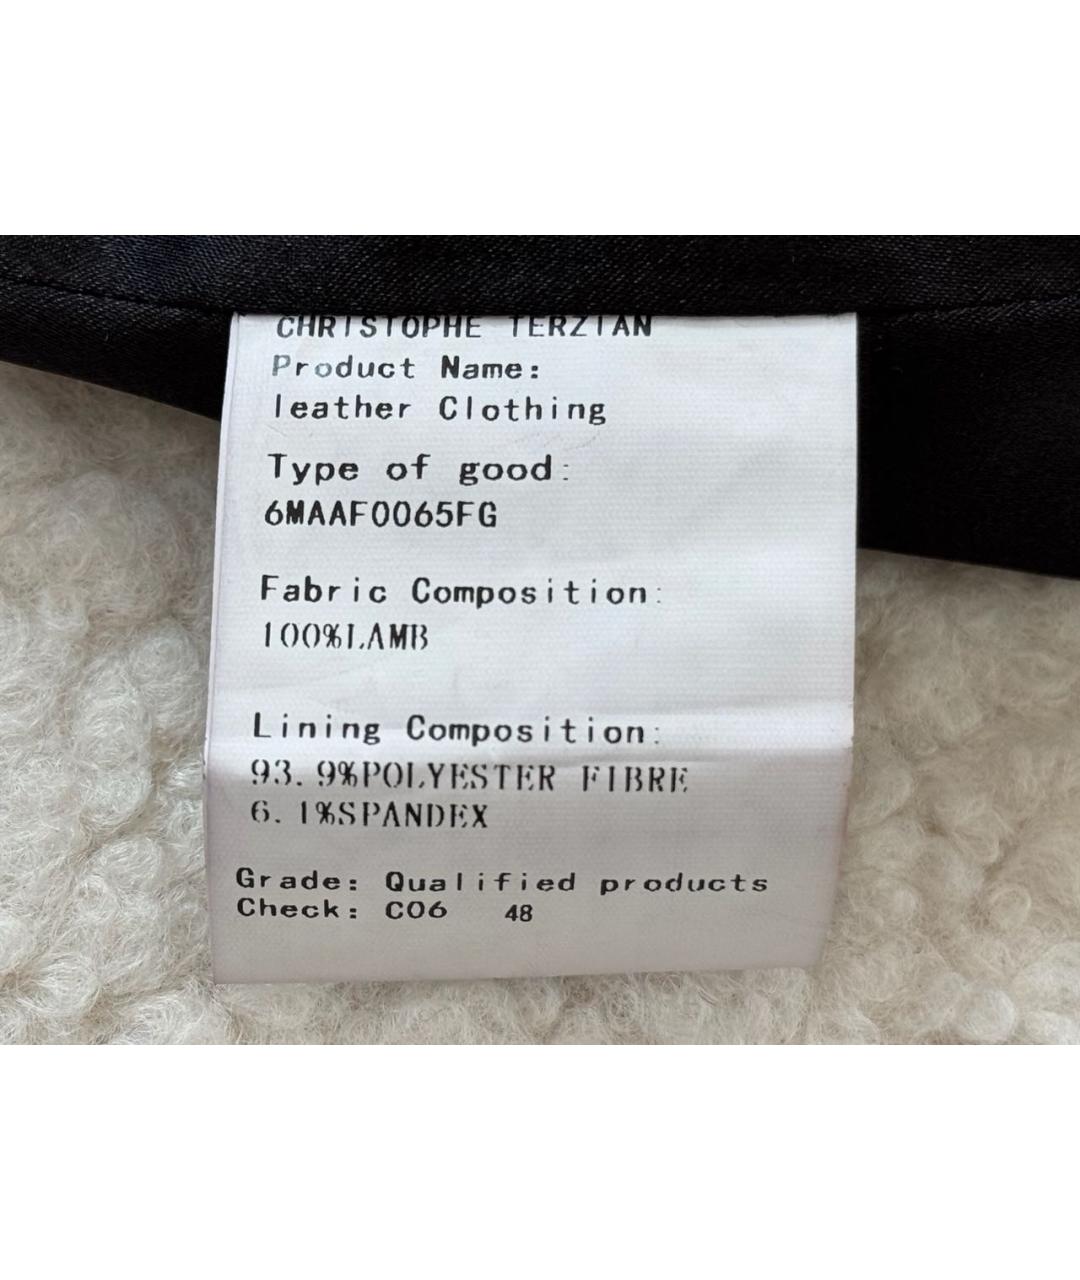 CHRISTOPHE TERZIAN
Product Name:
leather Clothing
Type of good:
6MAAF0065FG
Fabric Composition:
100%LAMB
Lining Composition:
93. 9%POLYESTER FIBRE
6. 1%SPANDEX
Grade: Qualified products
Check: C06 48